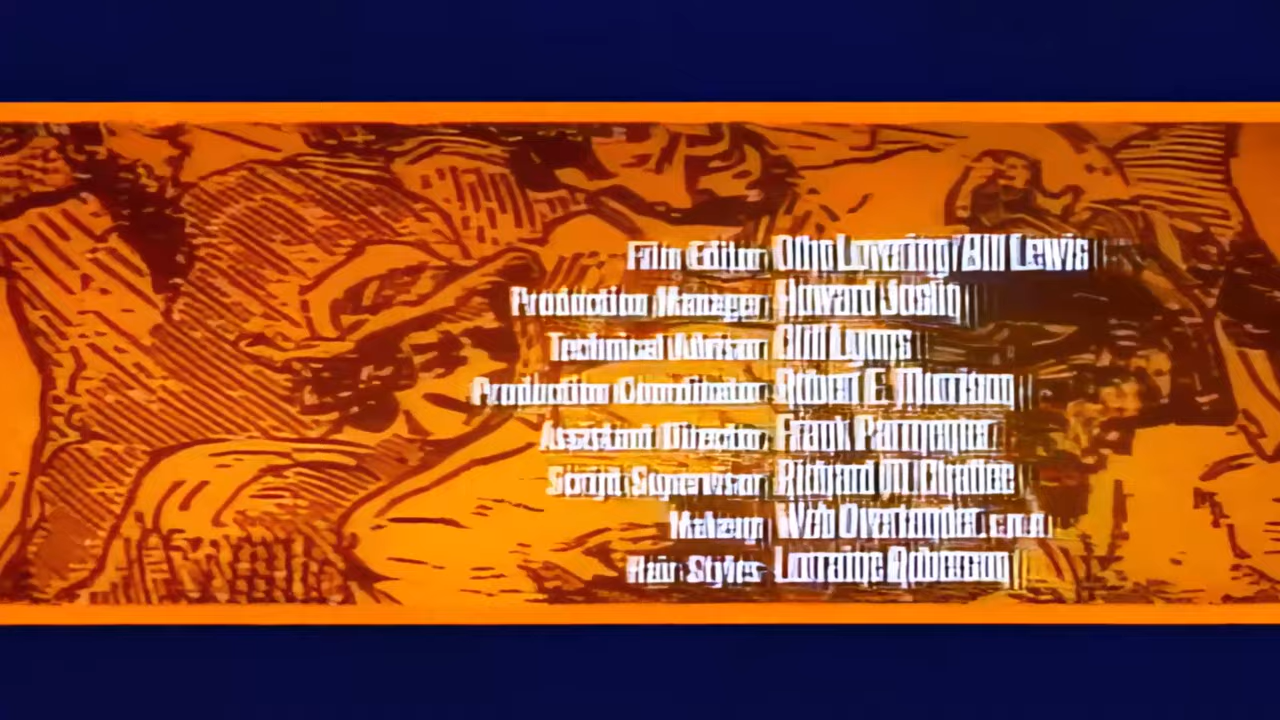 Film Editor Otho Lovering/Bill Lewis
Production Manager Howard Joslin
Technical Advisor Cliff Lyons
Production Coordinator Robert E. Morrison
Assistant Director Frank Parmenter
Script Supervisor Richard M. Chaffee
Makeup Web Overlander
Hair Styles Lorraine Roberson